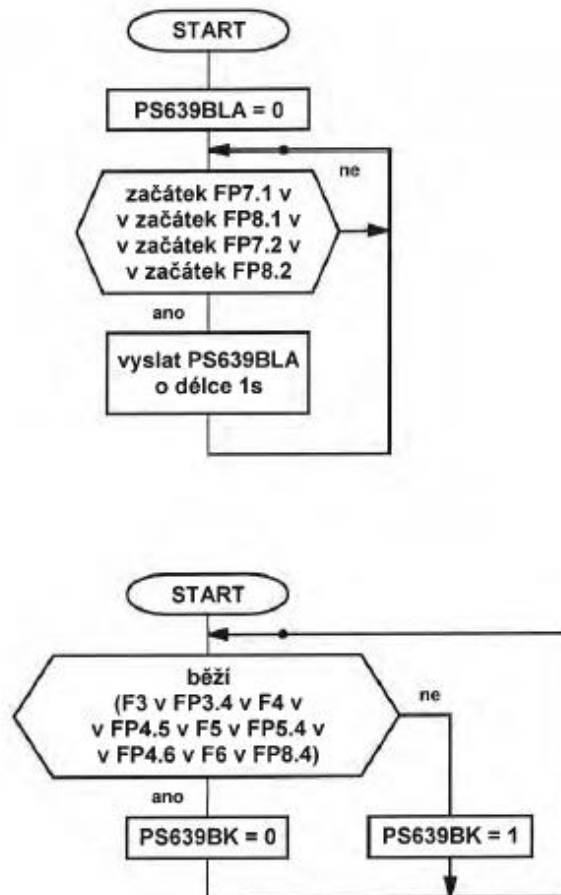 START
PS639BLA = 0
ne
začátek FP7.1 v
v začátek FP8.1 v
v začátek FP7.2 v
v začátek FP8.2
ano
vyslat PS639BLA
o délce 1s
START
běží
(F3 v FP3.4 v F4 v
v FP4.5 v F5 v FP5.4 v
v FP4.6 v F6 v FP8.4)
ne
ano
PS639BK = 0
PS639BK = 1